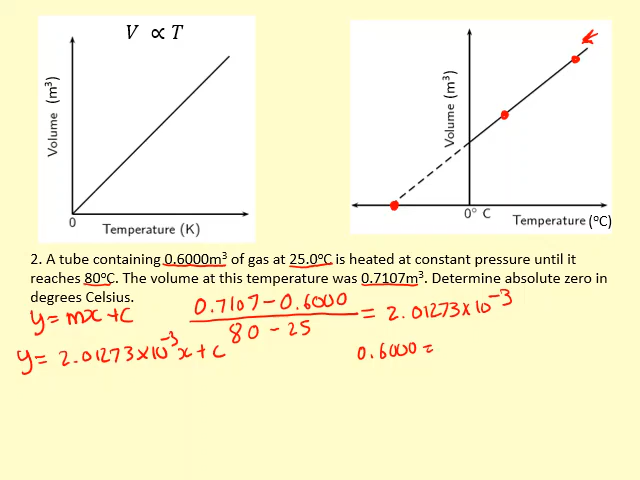 V ∝ T
Volume (m³)
0
Temperature (K)
Volume (m³)
0° C
Temperature (°C)
2. A tube containing 0.6000m³ of gas at 25.0°C is heated at constant pressure until it
reaches 80°C. The volume at this temperature was 0.7107m³. Determine absolute zero in
degrees Celsius.
y = mx + c
0.7107 - 0.6000
80 - 25
= 2.01273 x 10⁻³
y = 2.01273 x 10⁻³ x + c
0.6000 =